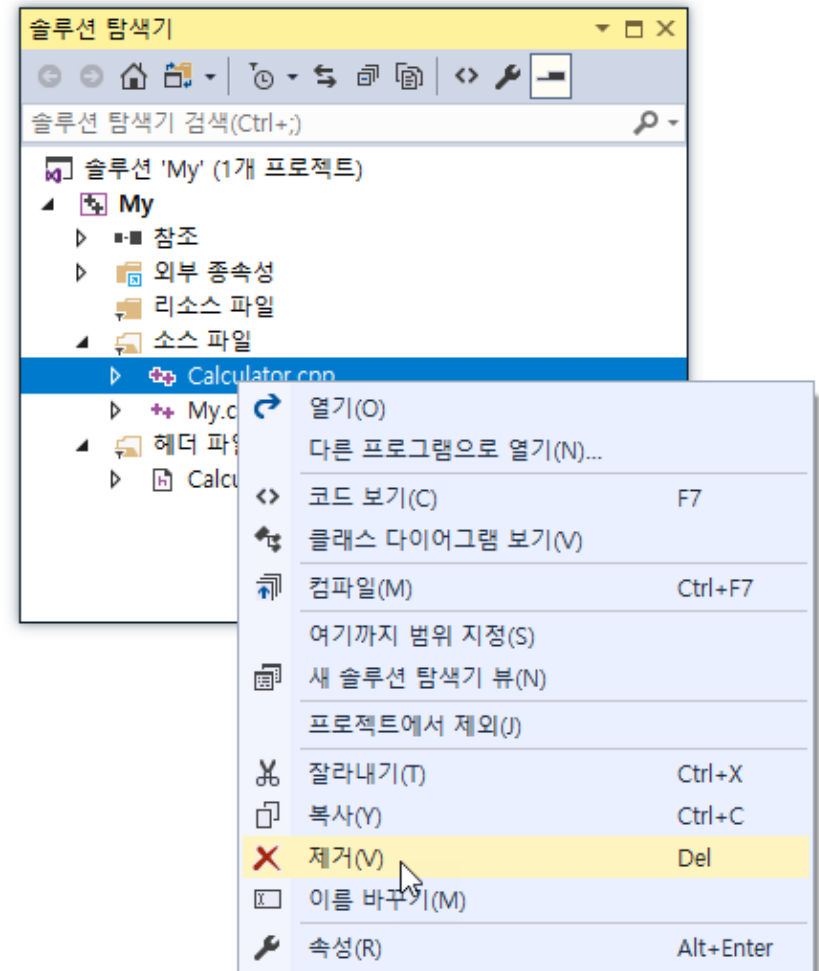 솔루션 탐색기
솔루션 탐색기 검색(Ctrl+;)
솔루션 'My' (1개 프로젝트)
My
참조
외부 종속성
리소스 파일
소스 파일
Calculator.cpp
My.c
헤더 파일
Calcu
열기(O)
다른 프로그램으로 열기(N)...
코드 보기(C) F7
클래스 다이어그램 보기(V)
컴파일(M) Ctrl+F7
여기까지 범위 지정(S)
새 솔루션 탐색기 뷰(N)
프로젝트에서 제외(J)
잘라내기(T) Ctrl+X
복사(Y) Ctrl+C
제거(V) Del
이름 바꾸기(M)
속성(R) Alt+Enter